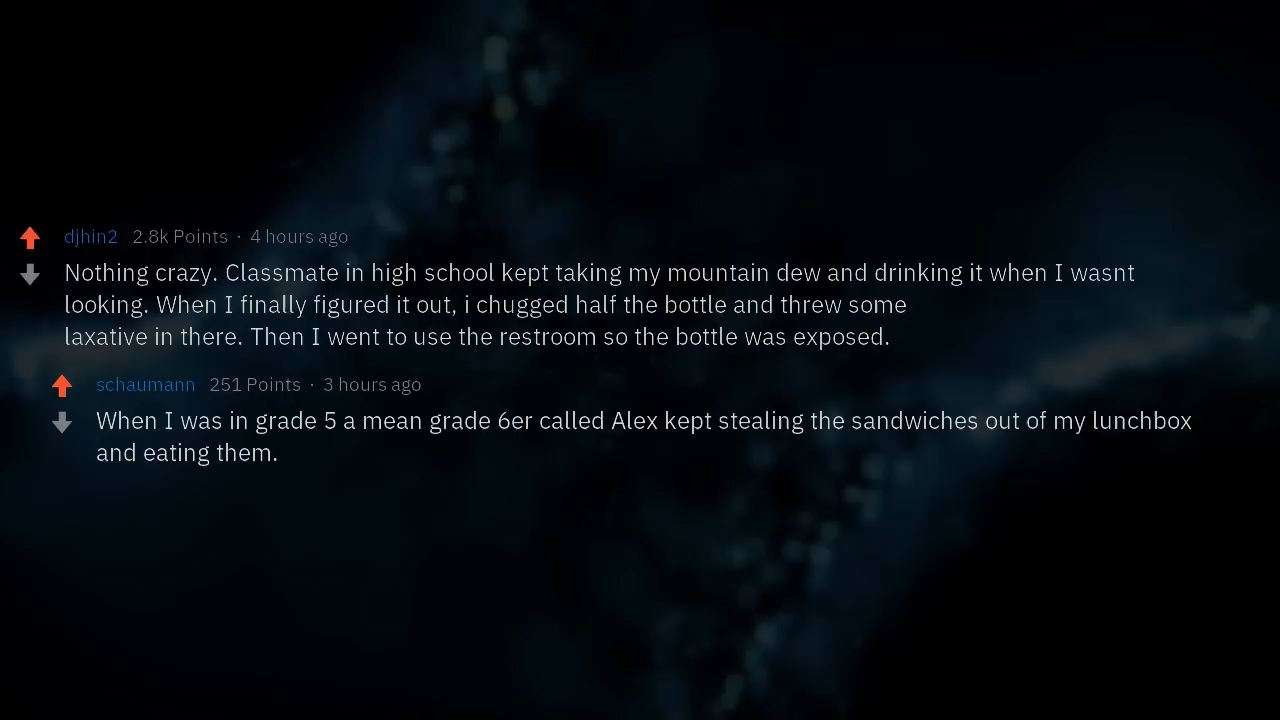 djhin2 2.8k Points · 4 hours ago
Nothing crazy. Classmate in high school kept taking my mountain dew and drinking it when I wasnt
looking. When I finally figured it out, i chugged half the bottle and threw some
laxative in there. Then I went to use the restroom so the bottle was exposed.
schaumann 251 Points · 3 hours ago
When I was in grade 5 a mean grade 6er called Alex kept stealing the sandwiches out of my lunchbox
and eating them.